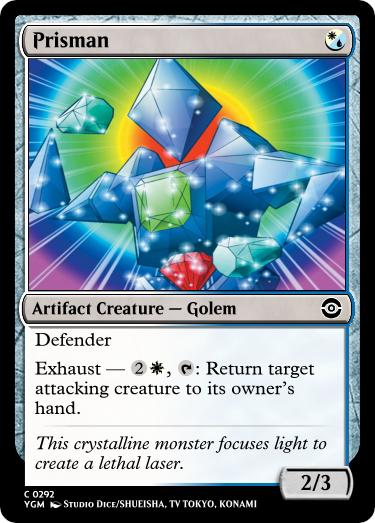 Prisman
Artifact Creature — Golem
Defender
Exhaust — 2, : Return target
attacking creature to its owner's
hand.
This crystalline monster focuses light to
create a lethal laser.
2/3
C 0292
YGM STUDIO DICE/SHUEISHA, TV TOKYO, KONAMI